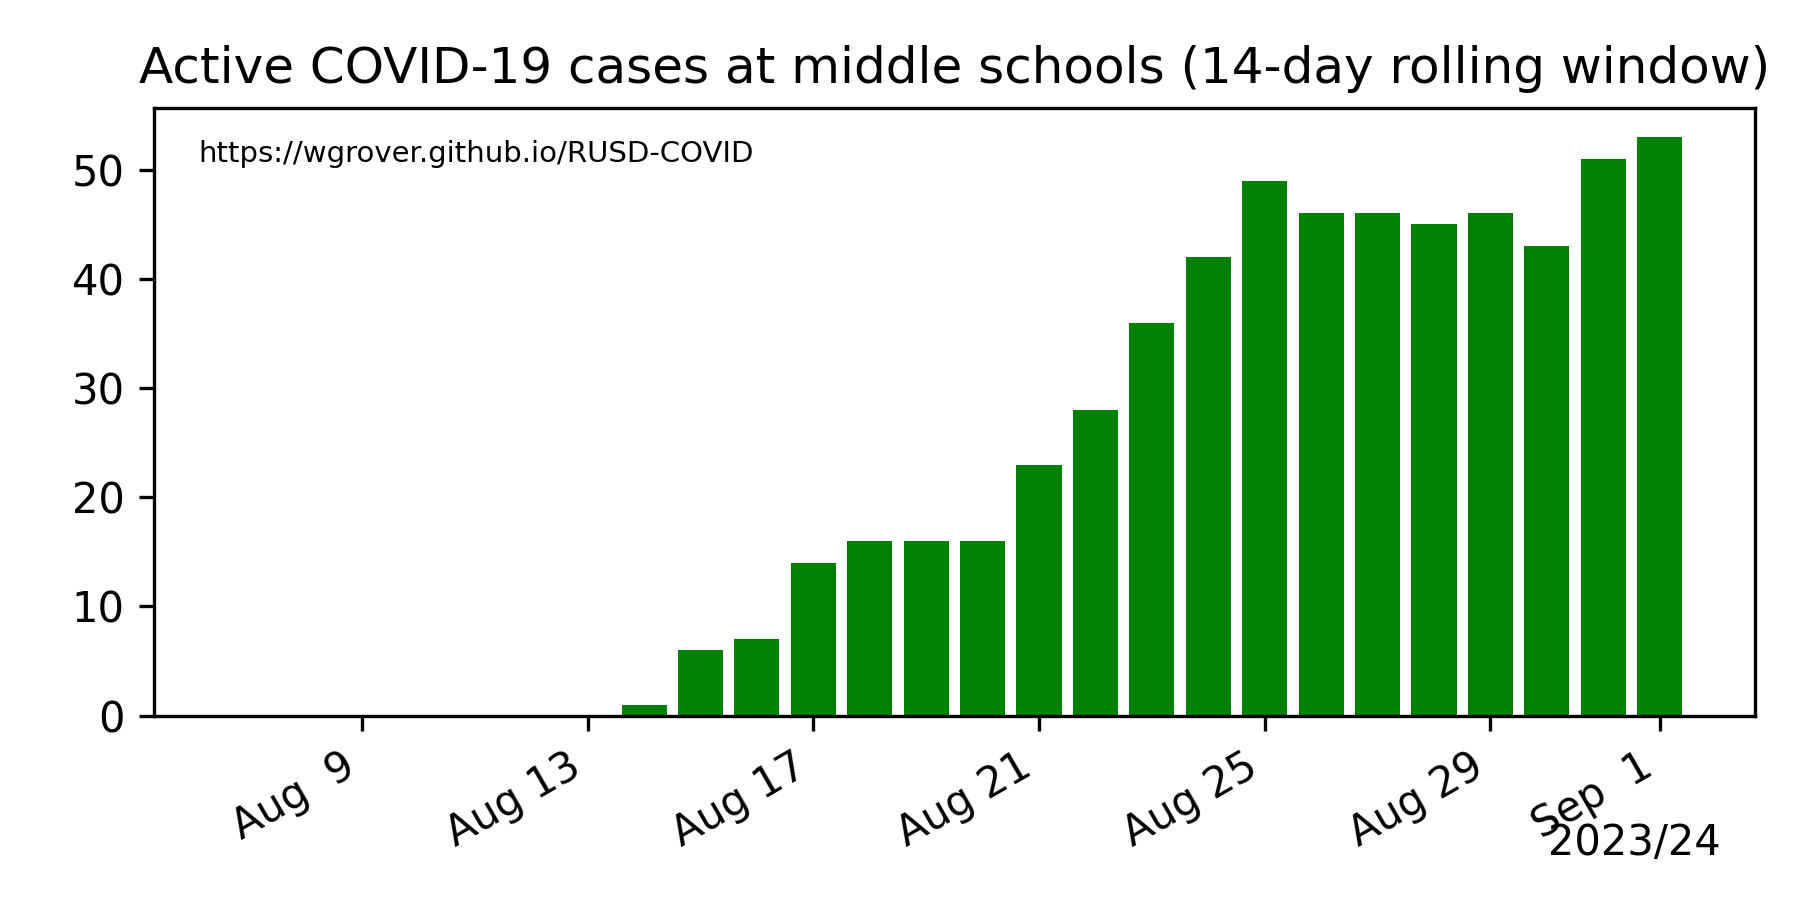 Active COVID-19 cases at middle schools (14-day rolling window)
https://wgrover.github.io/RUSD-COVID
50
40
30
20
10
0
Aug 9
Aug 13
Aug 17
Aug 21
Aug 25
Aug 29
Sep 1
2023/24